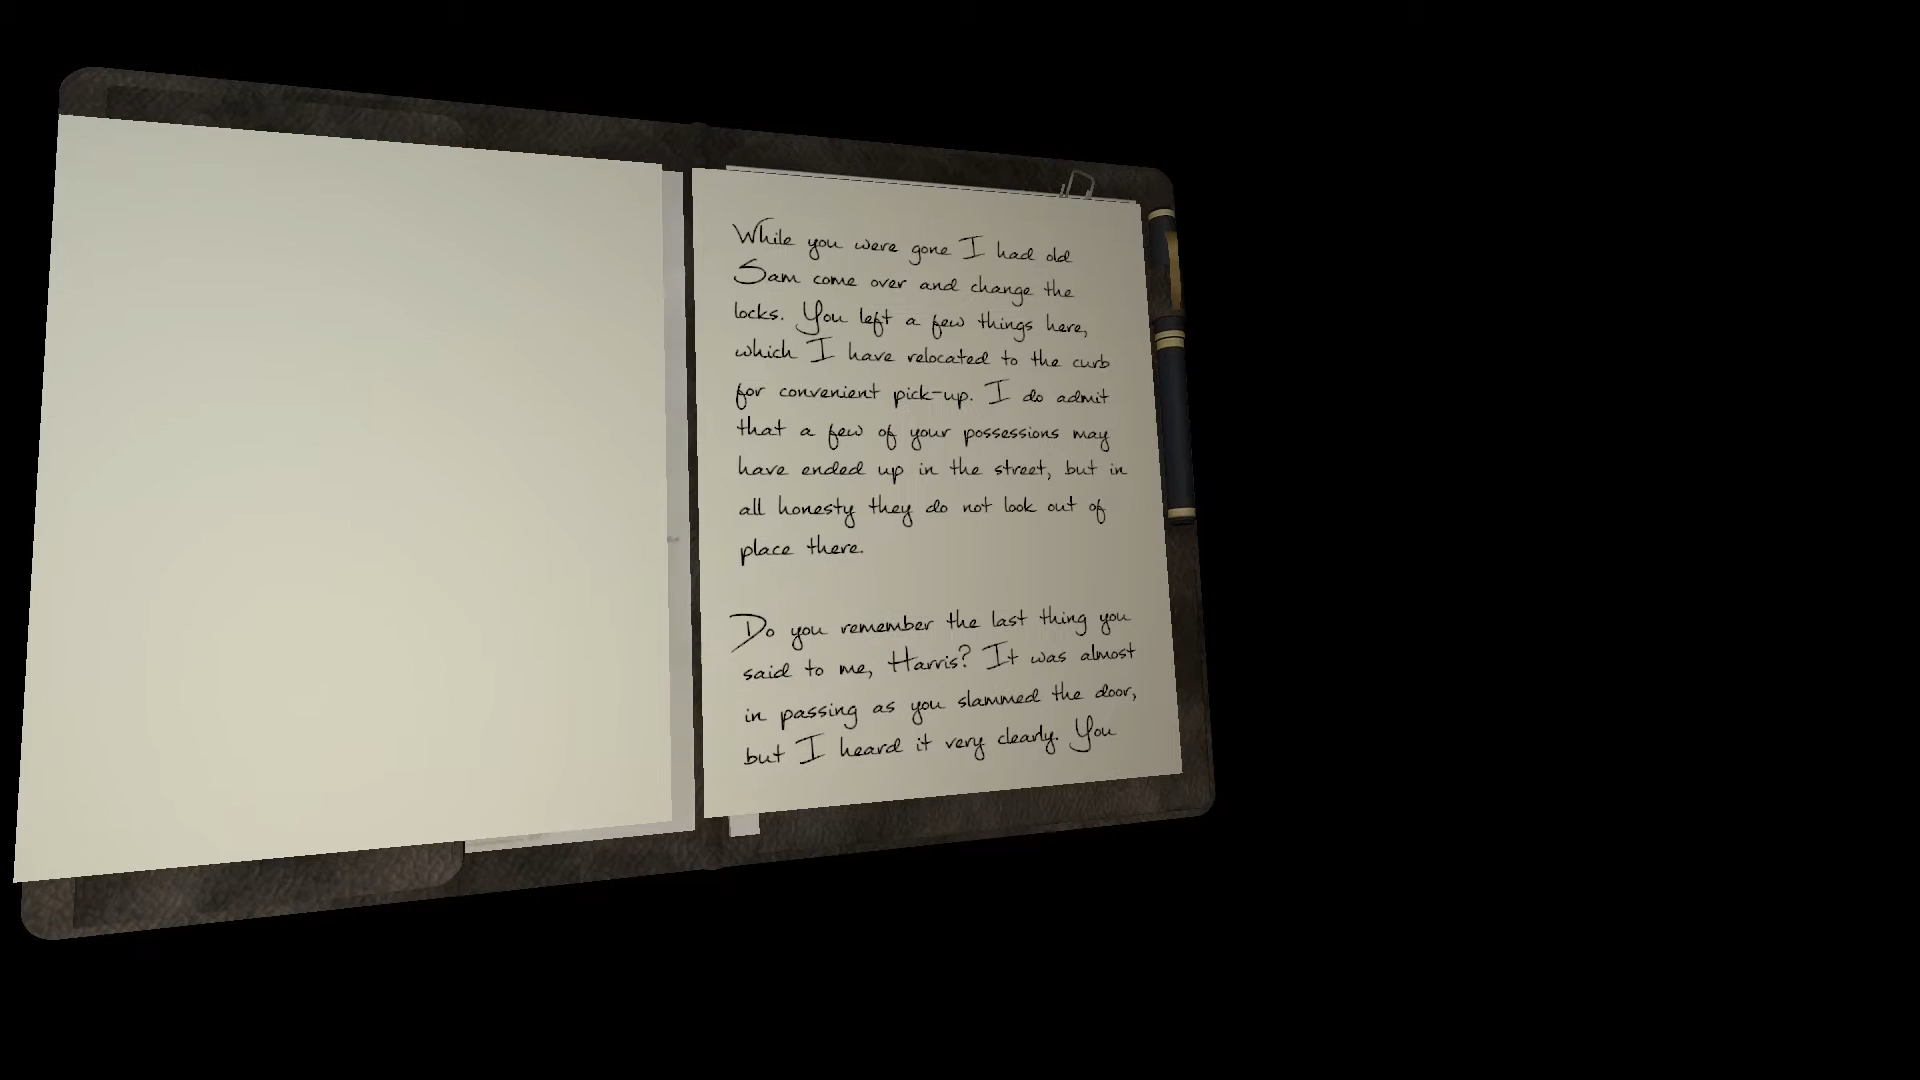 While you were gone I had old
Sam come over and change the
locks. You left a few things here,
which I have relocated to the curb
for convenient pick-up. I do admit
that a few of your possessions may
have ended up in the street, but in
all honesty they do not look out of
place there.
Do you remember the last thing you
said to me, Harris? It was almost
in passing as you slammed the door,
but I heard it very clearly. You